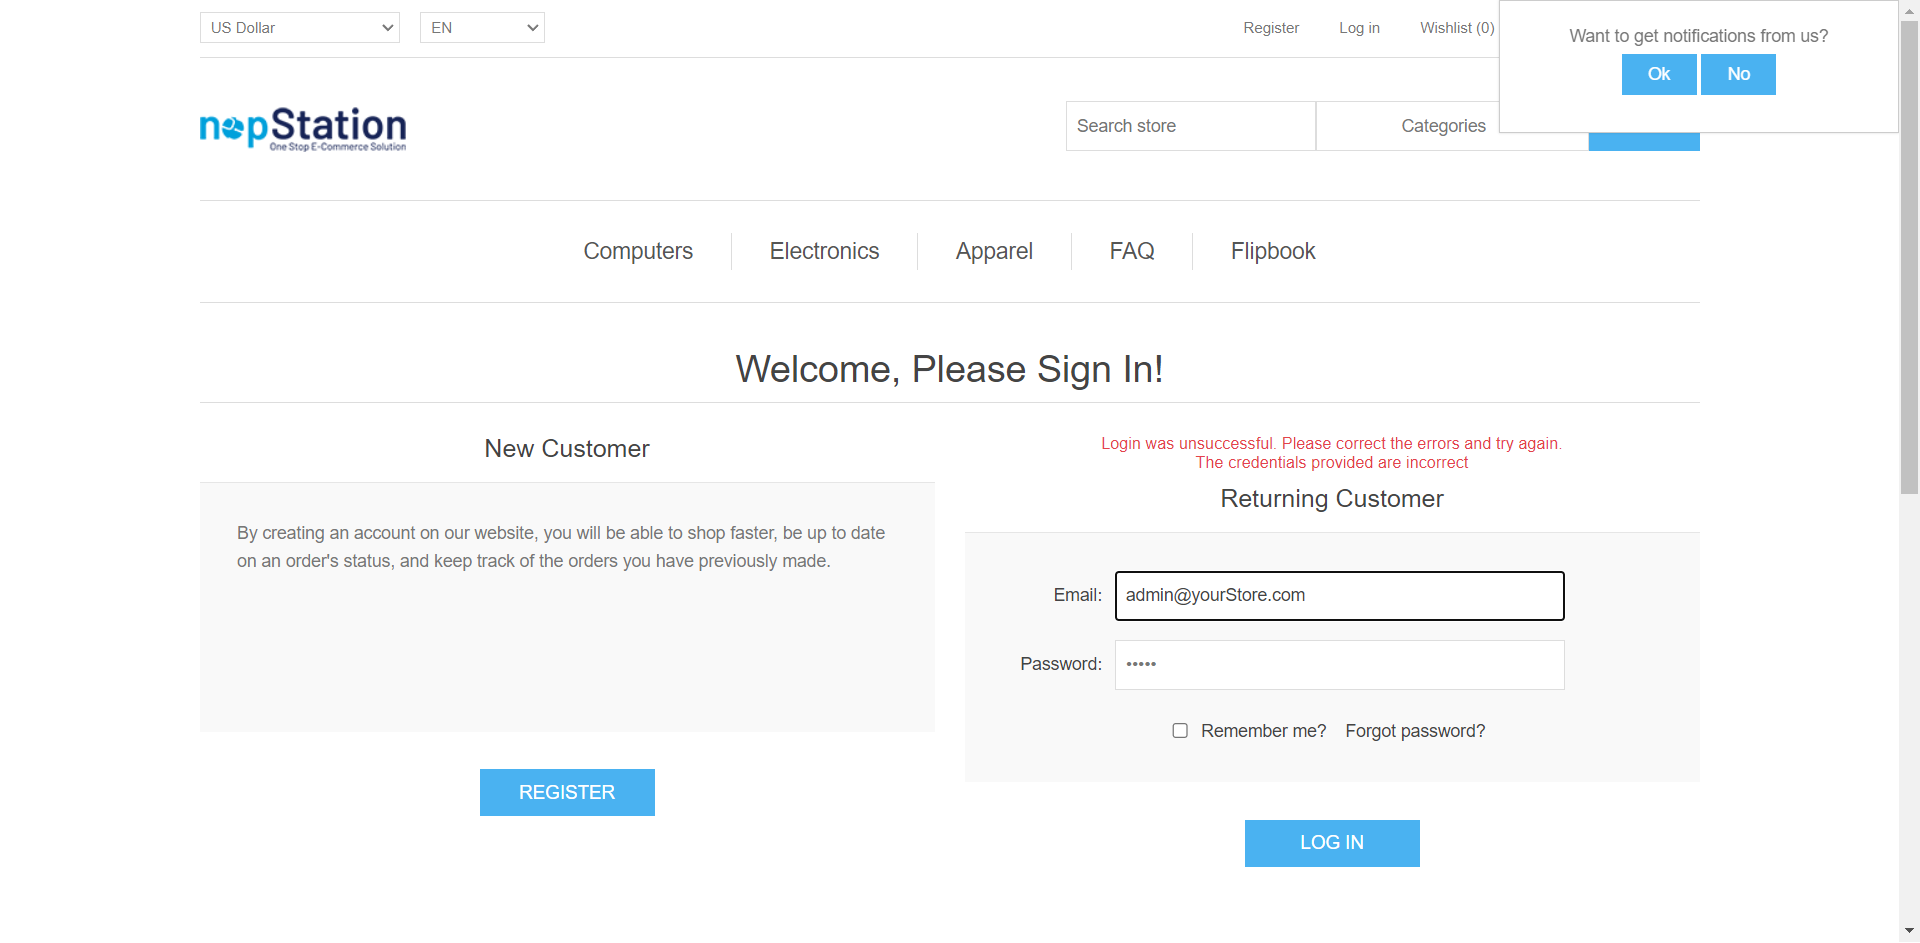 US Dollar
EN
Register
Log in
Wishlist (0)
Want to get notifications from us?
Ok
No
nopStation
One Stop E-Commerce Solution
Search store
Categories
Computers
Electronics
Apparel
FAQ
Flipbook
Welcome, Please Sign In!
New Customer
By creating an account on our website, you will be able to shop faster, be up to date
on an order's status, and keep track of the orders you have previously made.
REGISTER
Login was unsuccessful. Please correct the errors and try again.
The credentials provided are incorrect
Returning Customer
Email:
admin@yourStore.com
Password:
•••••
Remember me?
Forgot password?
LOG IN